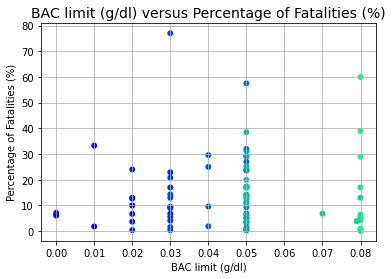 BAC limit (g/dl) versus Percentage of Fatalities (%)
80
70
60
50
40
30
20
10
0
Percentage of Fatalities (%)
0.00 0.01 0.02 0.03 0.04 0.05 0.06 0.07 0.08
BAC limit (g/dl)